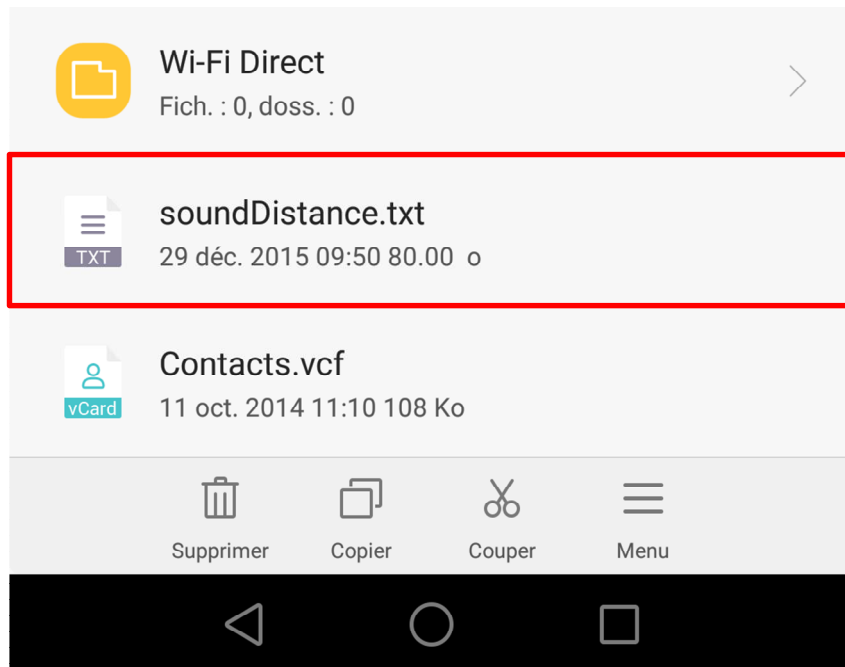 Wi-Fi Direct
Fich. : 0, doss. : 0
soundDistance.txt
TXT
29 déc. 2015 09:50 80.00 o
Contacts.vcf
vCard
11 oct. 2014 11:10 108 Ko
Supprimer Copier Couper Menu